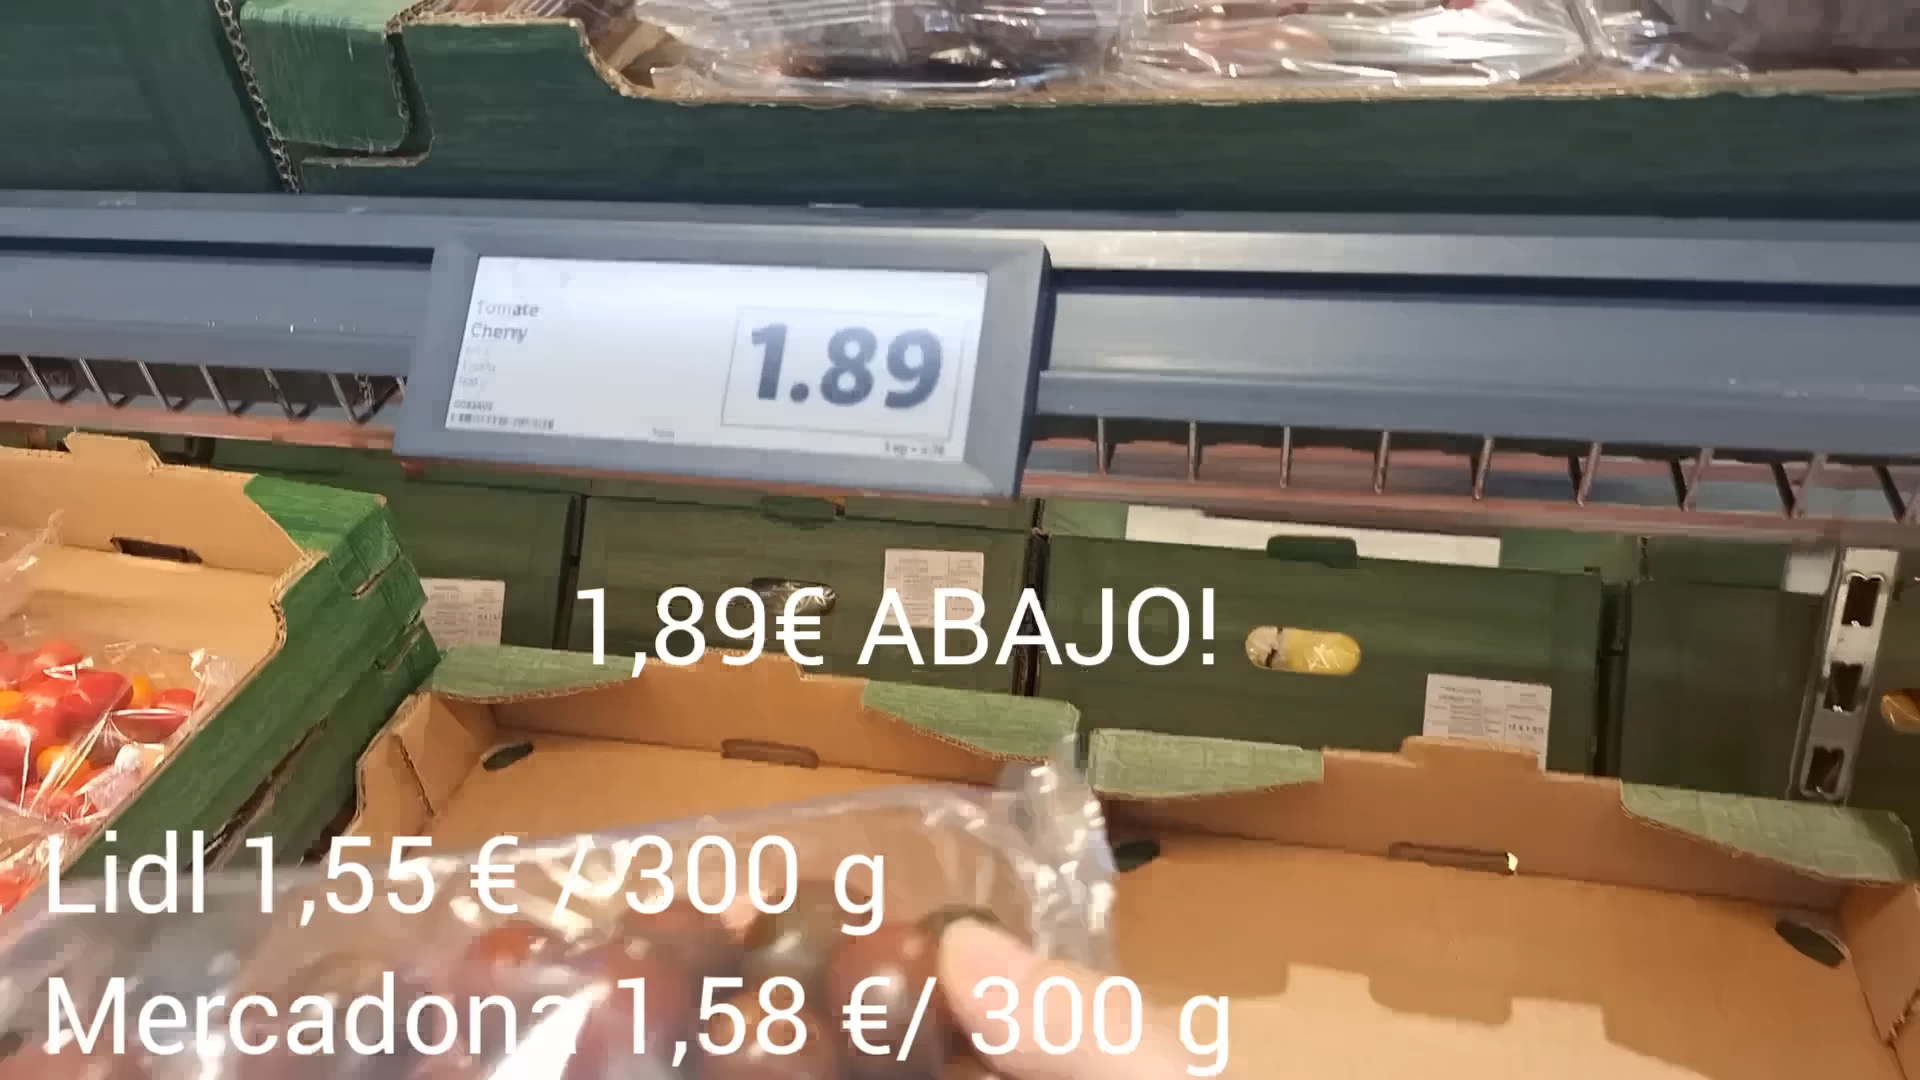 Tomate
Cherry
1.89
1,89€ ABAJO!
Lidl 1,55 € / 300 g
Mercadona 1,58 €/ 300 g